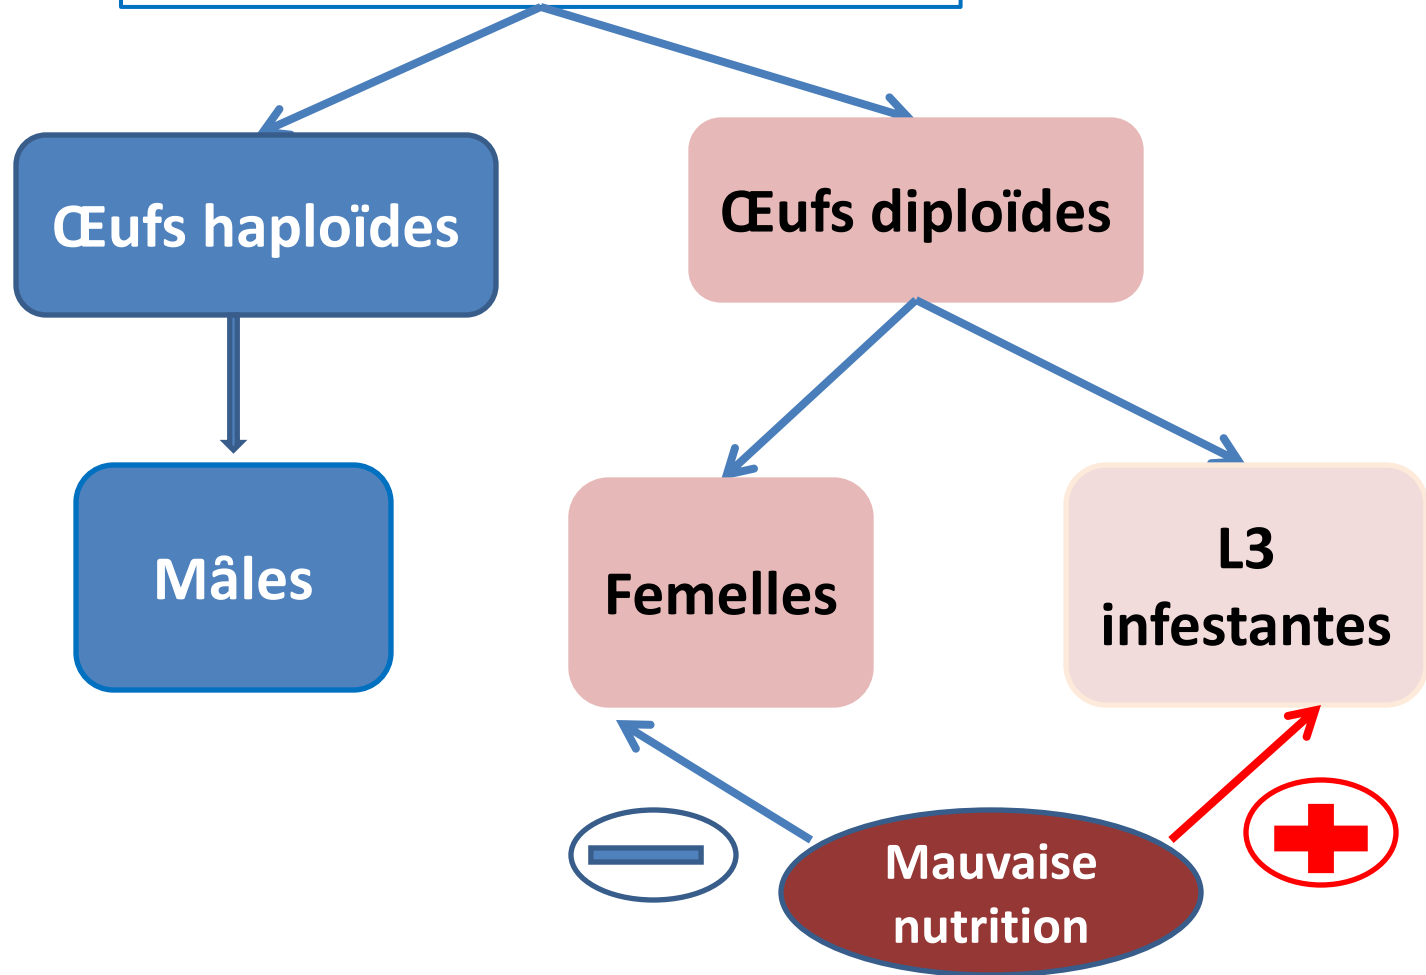 Œufs haploïdes
Œufs diploïdes
Mâles
Femelles
L3
infestantes
Mauvaise
nutrition